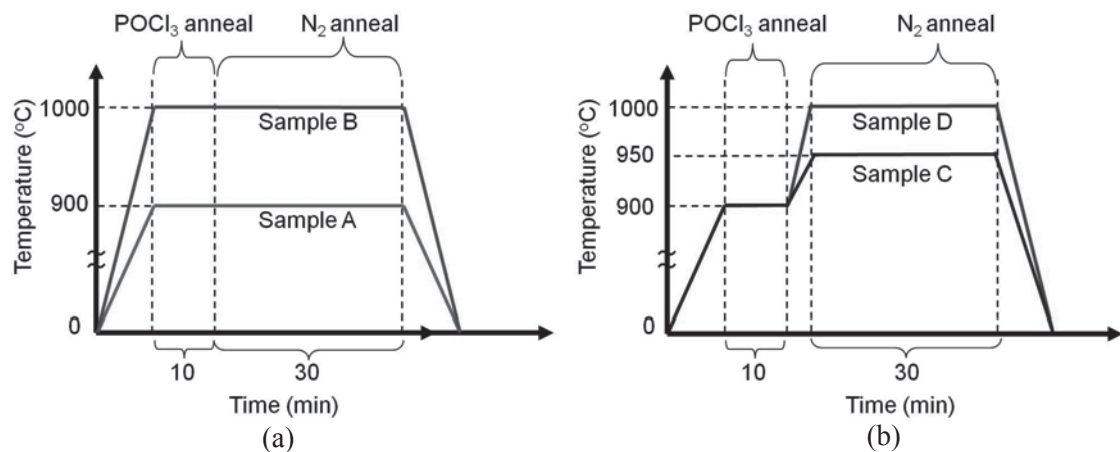 POCl₃ anneal
N₂ anneal
Temperature (°C)
1000
900
0
Sample B
Sample A
10
30
Time (min)
(a)
POCl₃ anneal
N₂ anneal
Temperature (°C)
1000
950
900
0
Sample D
Sample C
10
30
Time (min)
(b)